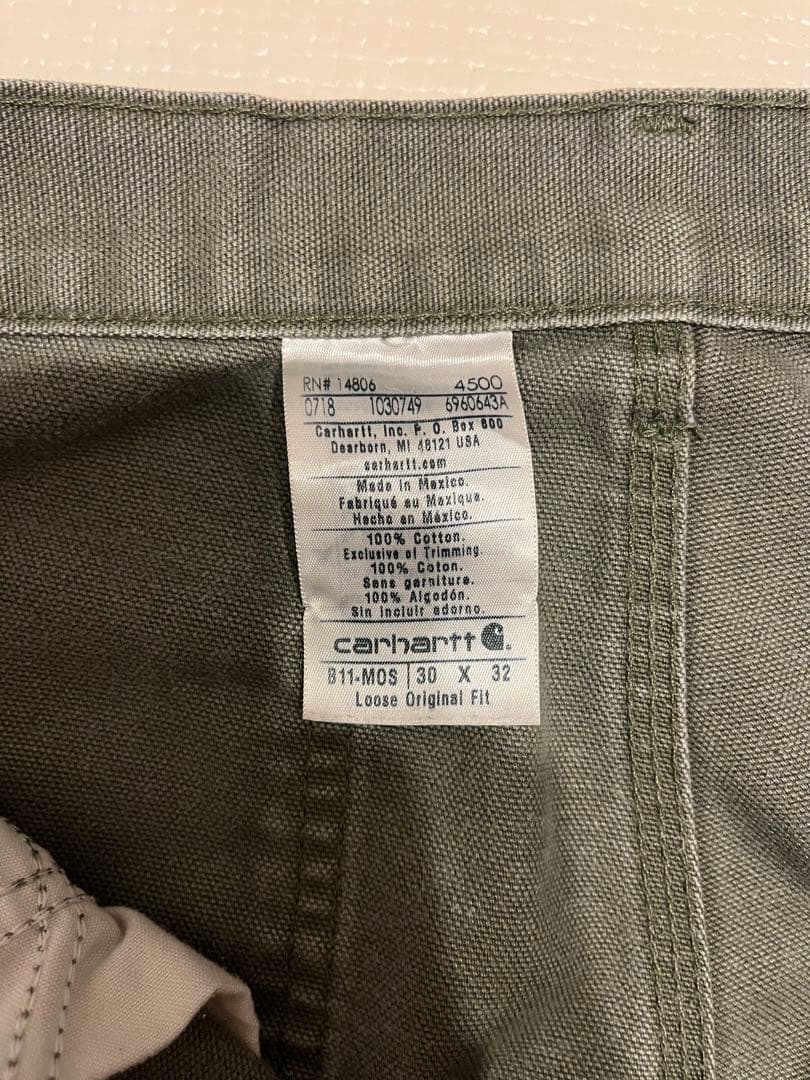 RN# 14806 4500
0718 1030749 6960643A
Carhartt, Inc. P. O. Box 600
Dearborn, MI 48121 USA
carhartt.com
Made in Mexico.
Fabriqué au Mexique.
Hecho en México.
100% Cotton.
Exclusive of Trimming.
100% Coton.
Sans garniture.
100% Algodón.
Sin incluir adorno.
carhartt
B11-MOS 30 X 32
Loose Original Fit